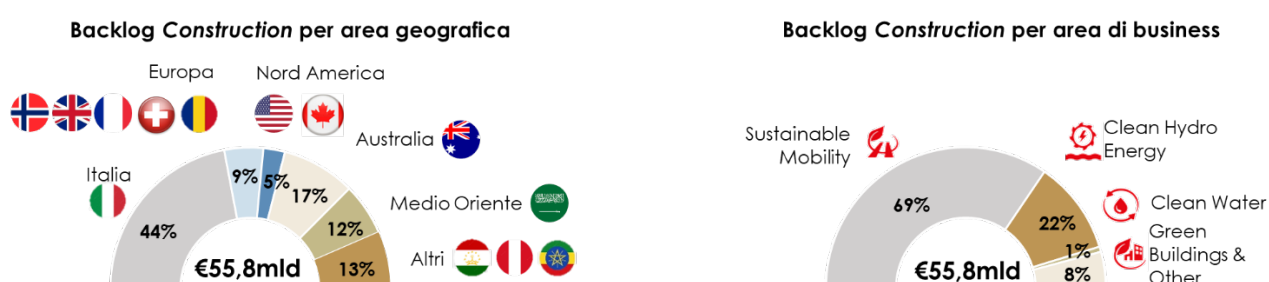 Backlog Construction per area geografica
Europa
Nord America
Australia
Italia
9%
5%
17%
Medio Oriente
44%
12%
Altri
€55,8mld
13%
Backlog Construction per area di business
Sustainable
Mobility
Clean Hydro
Energy
69%
Clean Water
22%
Green
Buildings &
Other
1%
€55,8mld
8%